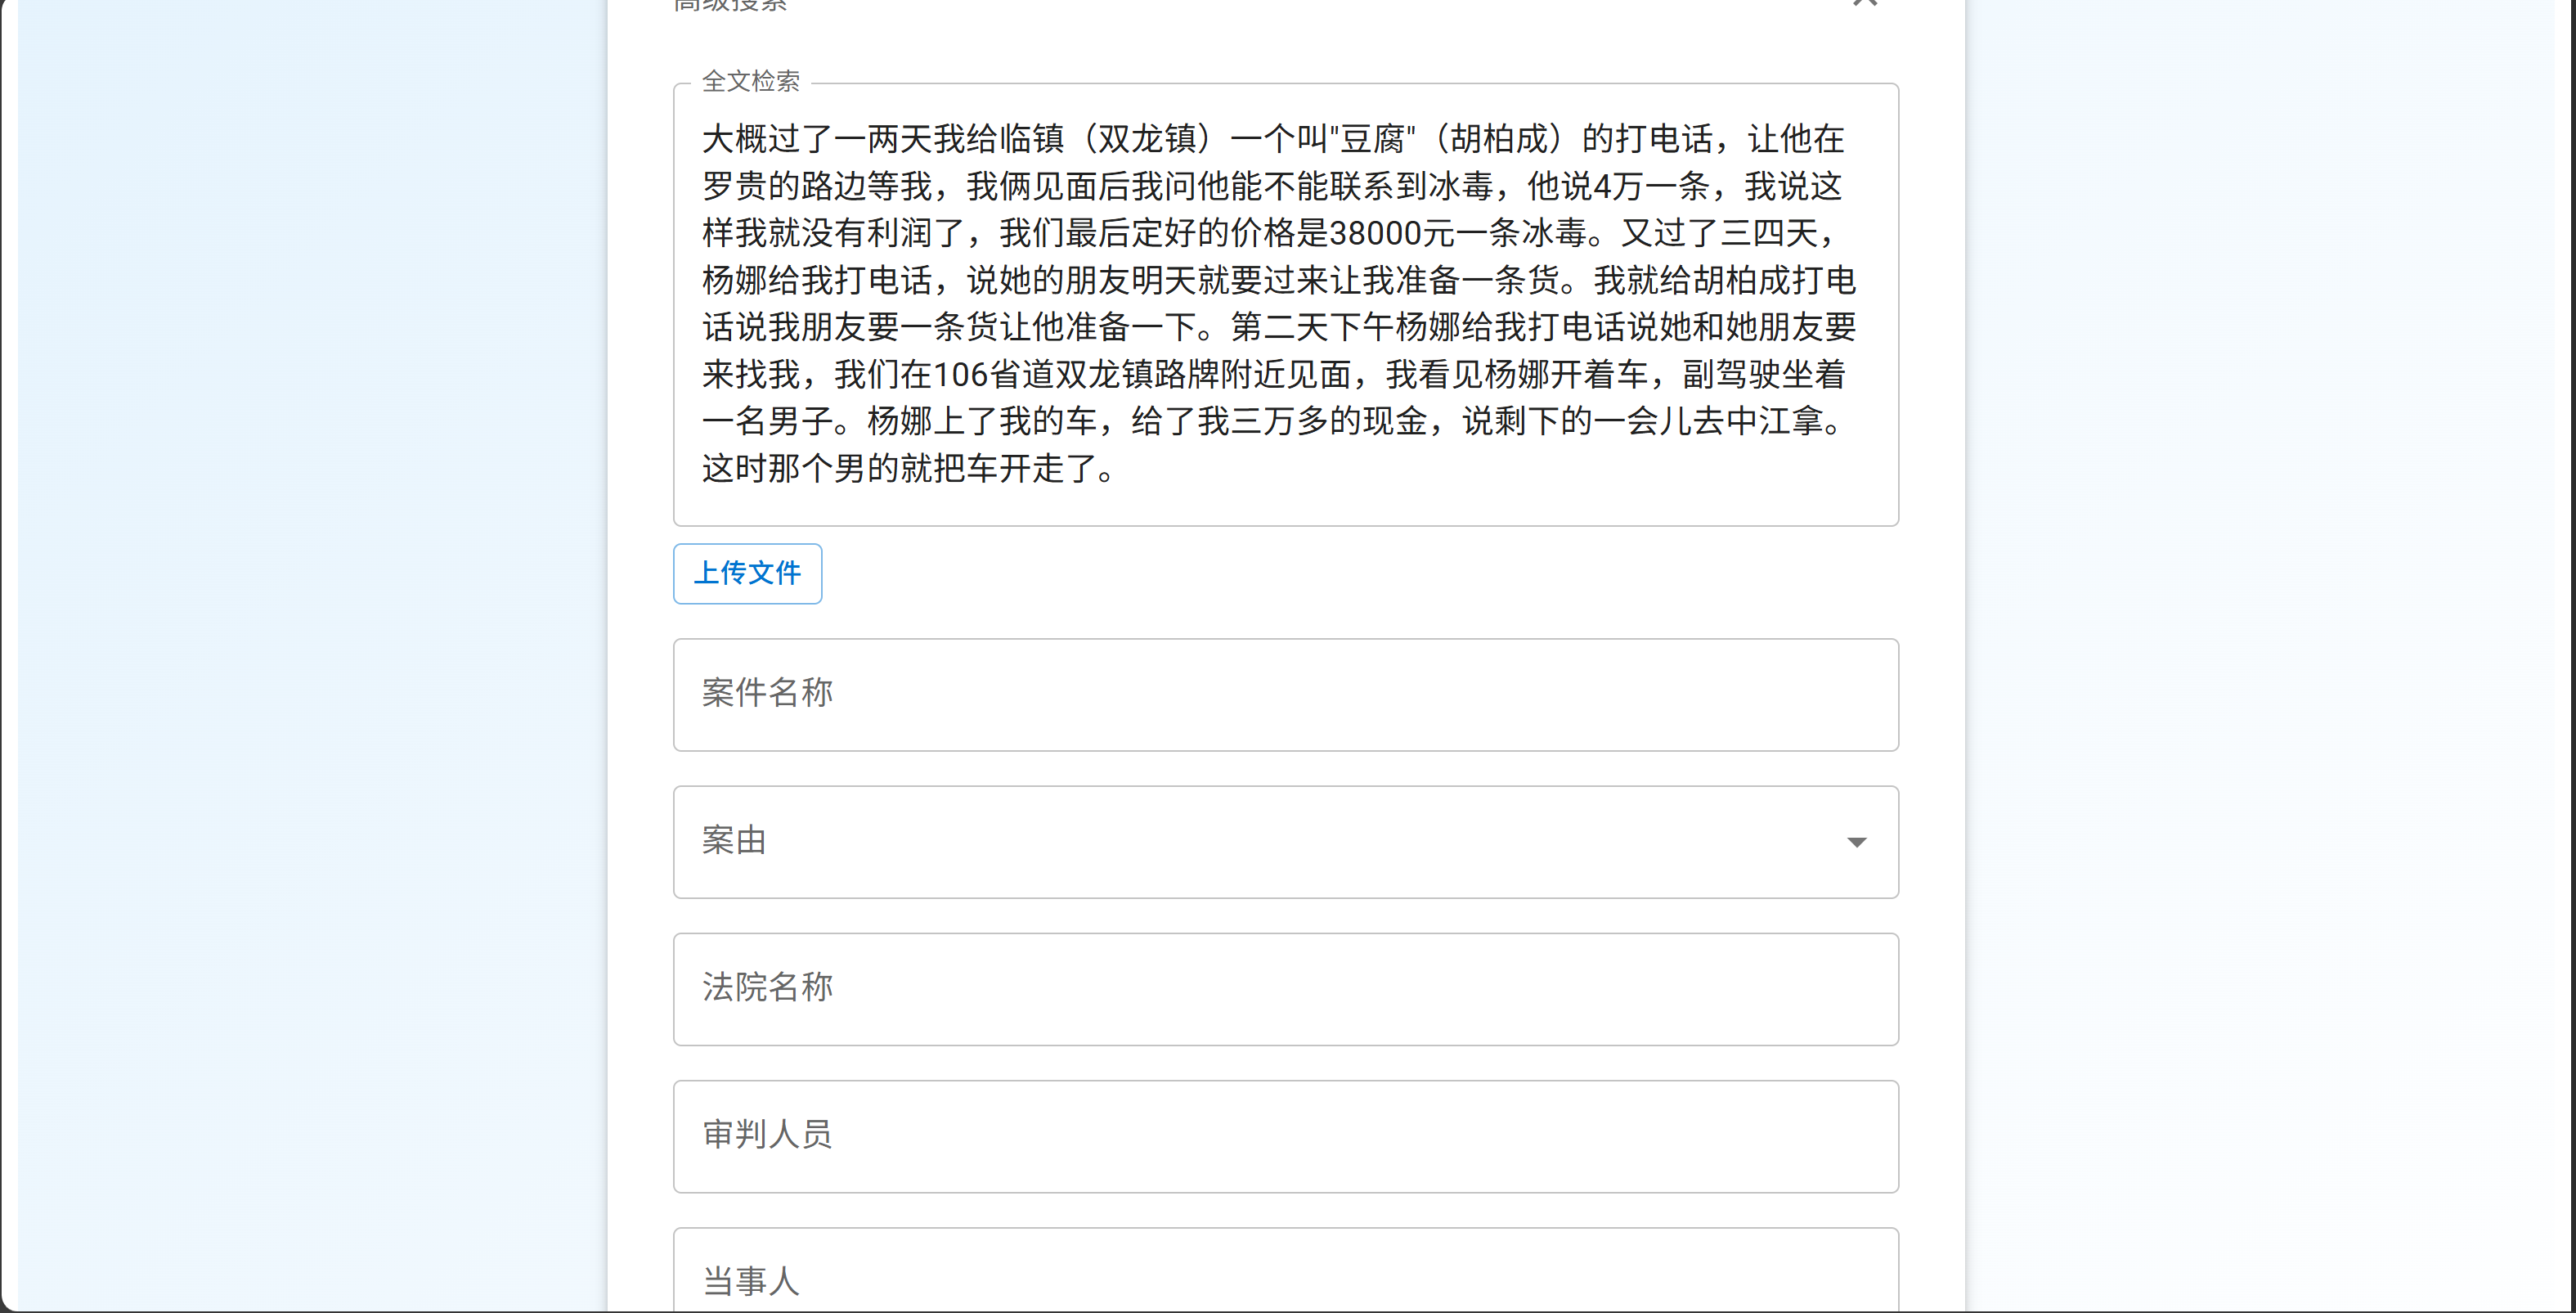 高级搜索
全文检索
大概过了一两天我给临镇（双龙镇）一个叫"豆腐"（胡柏成）的打电话，让他在
罗贵的路边等我，我俩见面后我问他能不能联系到冰毒，他说4万一条，我说这
样我就没有利润了，我们最后定好的价格是38000元一条冰毒。又过了三四天，
杨娜给我打电话，说她的朋友明天就要过来让我准备一条货。我就给胡柏成打电
话说我朋友要一条货让他准备一下。第二天下午杨娜给我打电话说她和她朋友要
来找我，我们在106省道双龙镇路牌附近见面，我看见杨娜开着车，副驾驶坐着
一名男子。杨娜上了我的车，给了我三万多的现金，说剩下的一会儿去中江拿。
这时那个男的就把车开走了。
上传文件
案件名称
案由
法院名称
审判人员
当事人